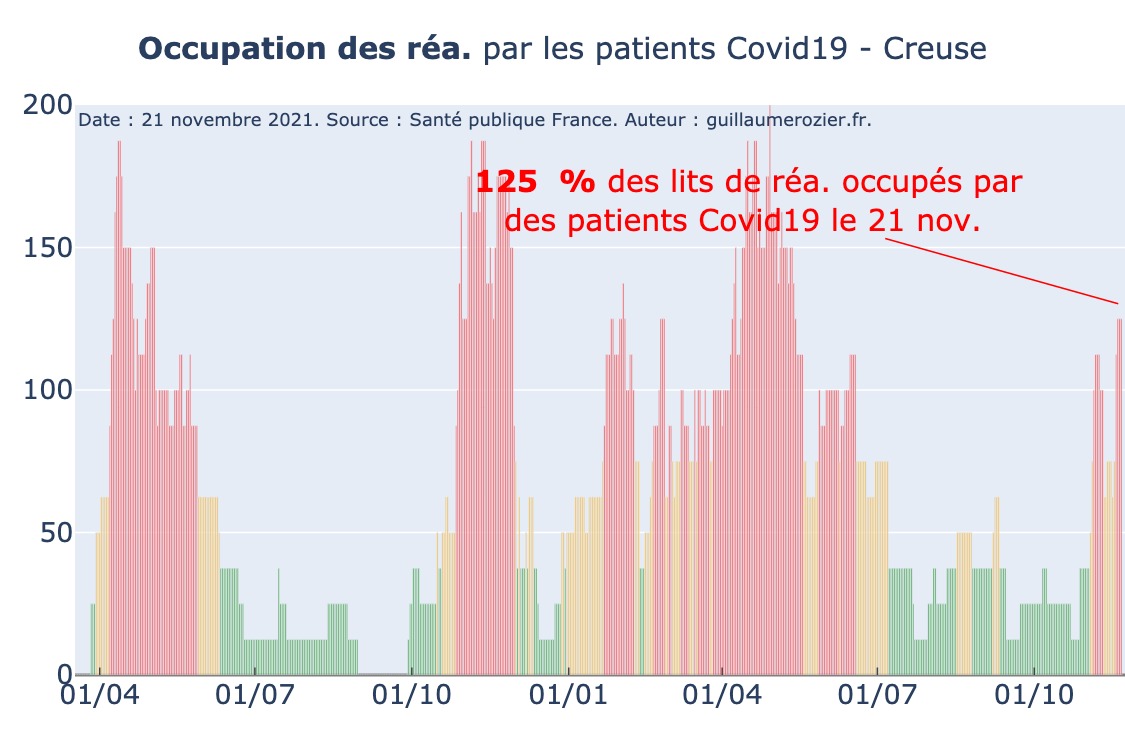 Occupation des réa. par les patients Covid19 - Creuse
200
Date : 21 novembre 2021. Source : Santé publique France. Auteur : guillaumerozier.fr.
125 % des lits de réa. occupés par
des patients Covid19 le 21 nov.
150
100
50
0
01/04 01/07 01/10 01/01 01/04 01/07 01/10